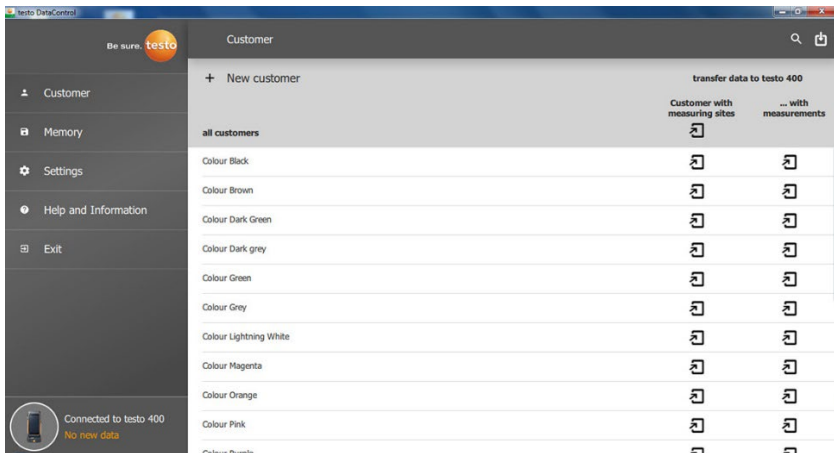 testo DataControl
Be sure. testo
Customer
Memory
Settings
Help and Information
Exit
Connected to testo 400
No new data
Customer
+ New customer
transfer data to testo 400
Customer with
measuring sites
... with
measurements
all customers
Colour Black
Colour Brown
Colour Dark Green
Colour Dark grey
Colour Green
Colour Grey
Colour Lightning White
Colour Magenta
Colour Orange
Colour Pink
Colour Purple